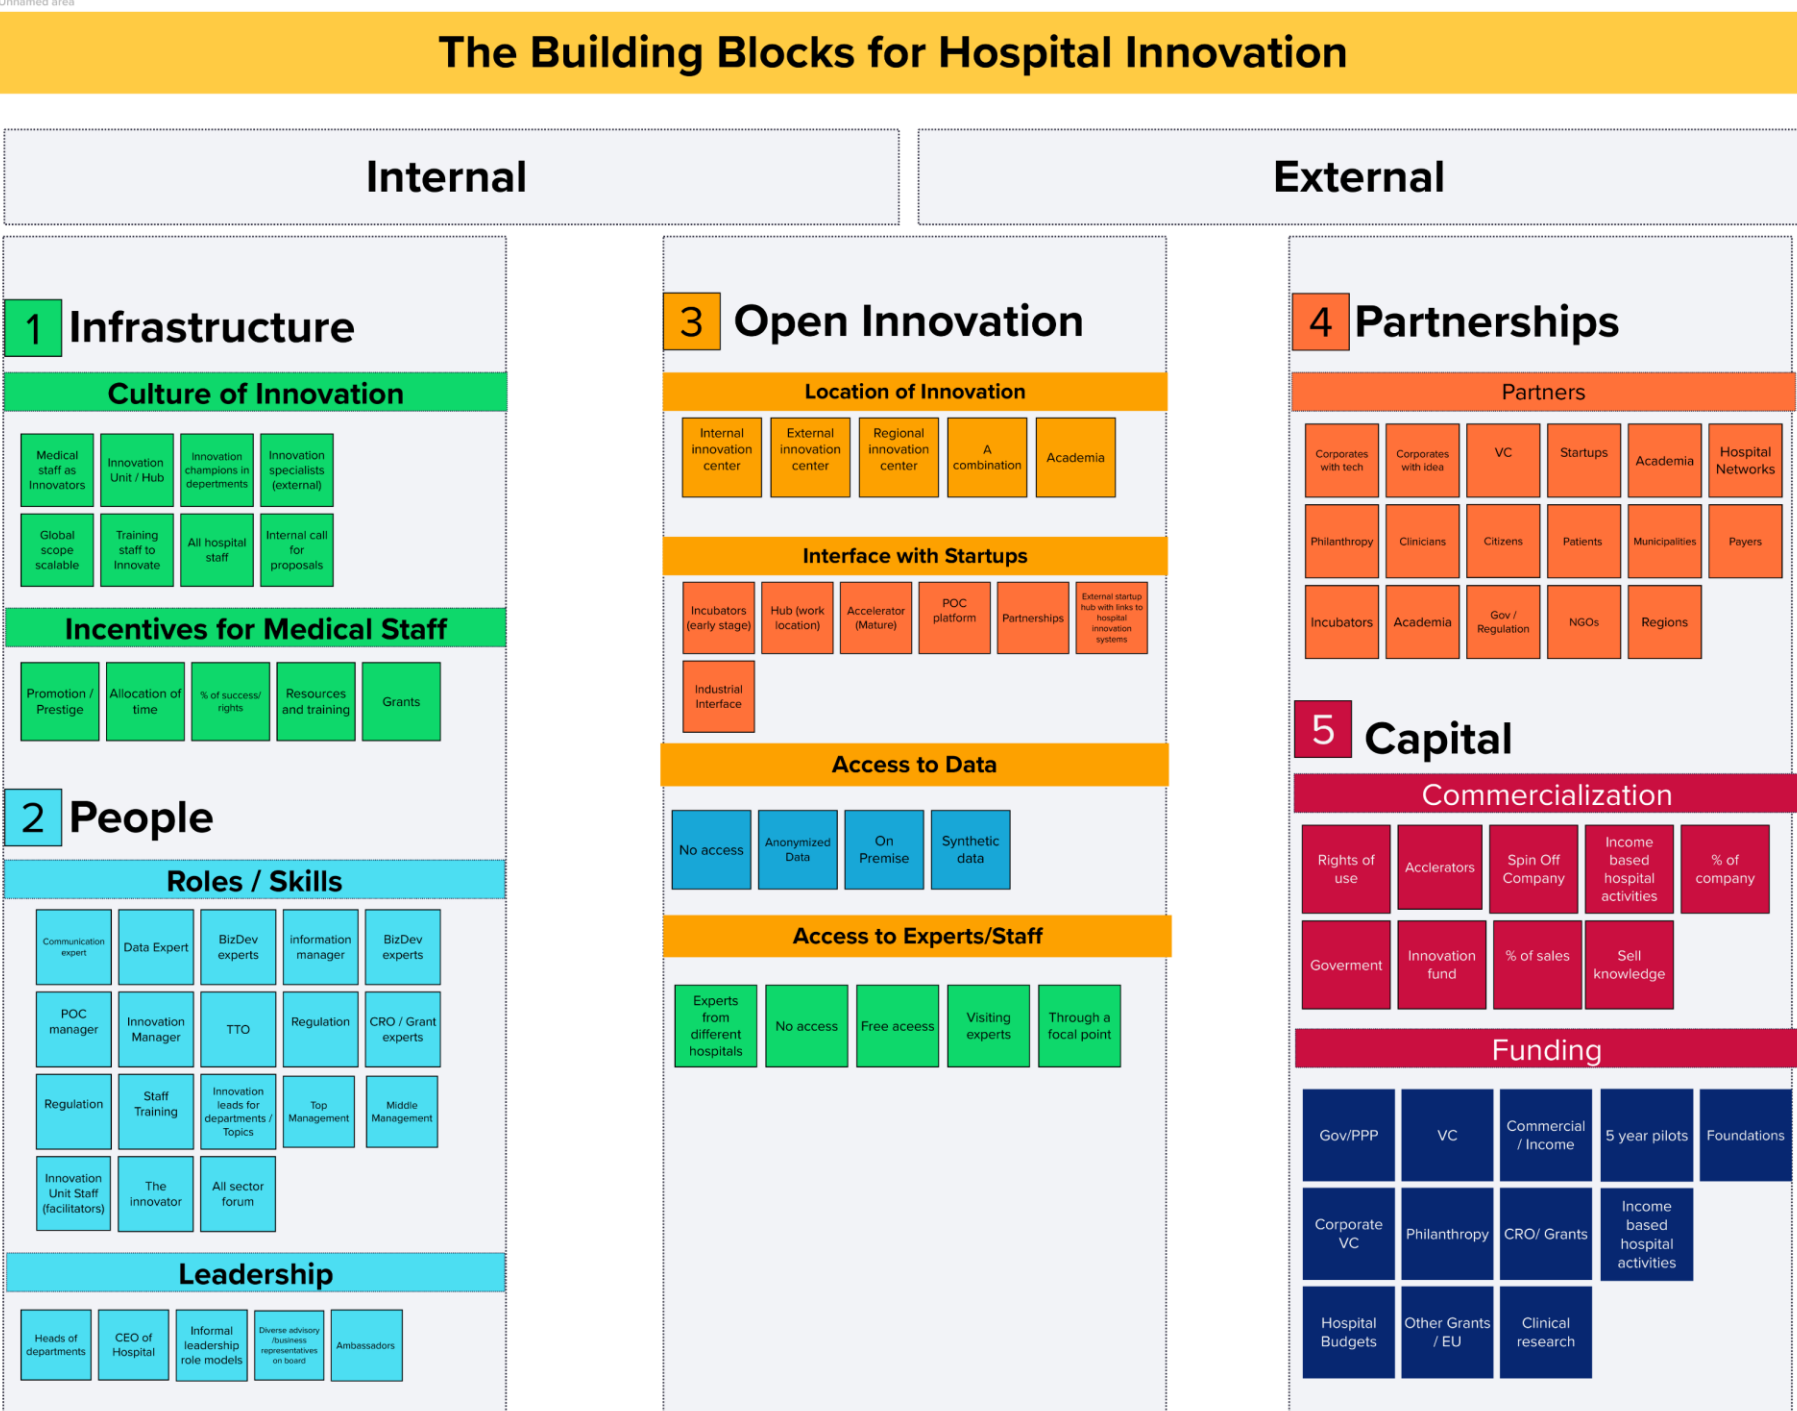 Unnamed area
The Building Blocks for Hospital Innovation
Internal
External
1
Infrastructure
Culture of Innovation
Medical
staff as
Innovators
Innovation
Unit / Hub
Innovation
champions in
depertments
Innovation
specialists
(external)
Global
scope
scalable
Training
staff to
Innovate
All hospital
staff
Internal call
for
proposals
Incentives for Medical Staff
Promotion /
Prestige
Allocation of
time
% of success/
rights
Resources
and training
Grants
2
People
Roles / Skills
Communication
expert
Data Expert
BizDev
experts
information
manager
BizDev
experts
POC
manager
Innovation
Manager
TTO
Regulation
CRO / Grant
experts
Regulation
Staff
Training
Innovation
leads for
departments /
Topics
Top
Management
Middle
Management
Innovation
Unit Staff
(facilitators)
The
innovator
All sector
forum
Leadership
Heads of
departments
CEO of
Hospital
Informal
leadership
role models
Diverse advisory
/business
representatives
on board
Ambassadors
3
Open Innovation
Location of Innovation
Internal
innovation
center
External
innovation
center
Regional
innovation
center
A
combination
Academia
Interface with Startups
Incubators
(early stage)
Hub (work
location)
Accelerator
(Mature)
POC
platform
Partnerships
External startup
hub with links to
hospital
innovation
systems
Industrial
Interface
Access to Data
No access
Anonymized
Data
On
Premise
Synthetic
data
Access to Experts/Staff
Experts
from
different
hospitals
No access
Free aceess
Visiting
experts
Through a
focal point
4
Partnerships
Partners
Corporates
with tech
Corporates
with idea
VC
Startups
Academia
Hospital
Networks
Philanthropy
Clinicians
Citizens
Patients
Municipalities
Payers
Incubators
Academia
Gov /
Regulation
NGOs
Regions
5
Capital
Commercialization
Rights of
use
Acclerators
Spin Off
Company
Income
based
hospital
activities
% of
company
Goverment
Innovation
fund
% of sales
Sell
knowledge
Funding
Gov/PPP
VC
Commercial
/ Income
5 year pilots
Foundations
Corporate
VC
Philanthropy
CRO/ Grants
Income
based
hospital
activities
Hospital
Budgets
Other Grants
/ EU
Clinical
research